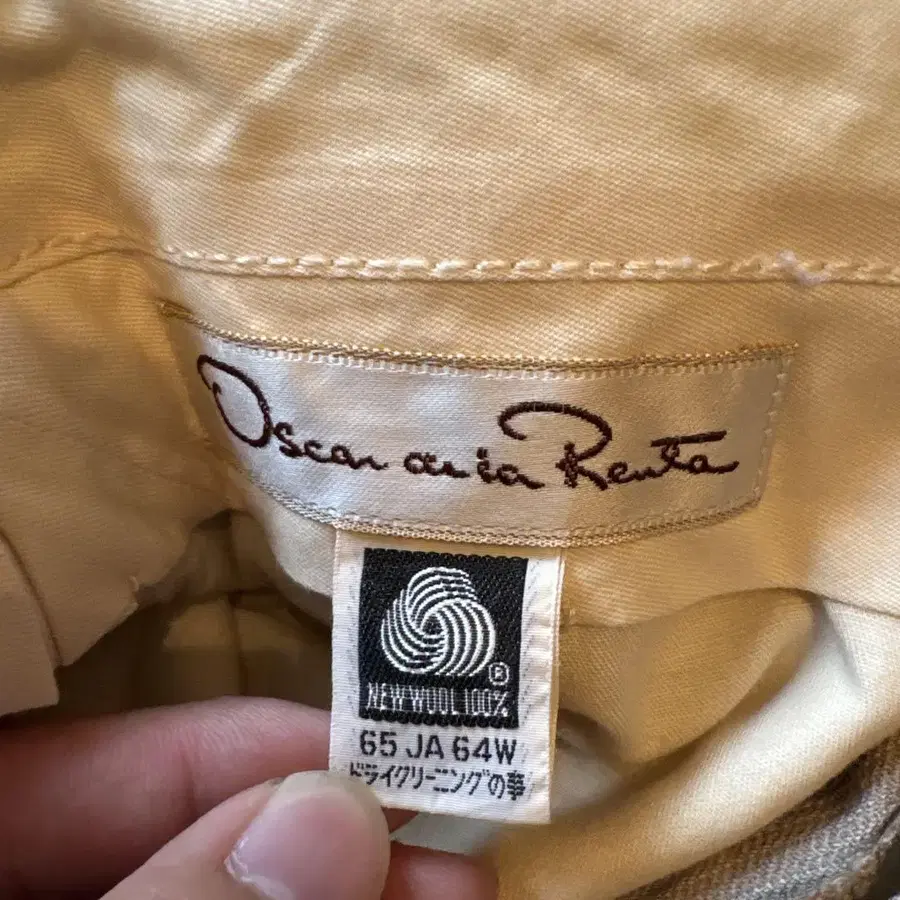 Oscar de la Renta
®
NEW WOOL 100%
65 JA 64W
ドライクリーニングの事